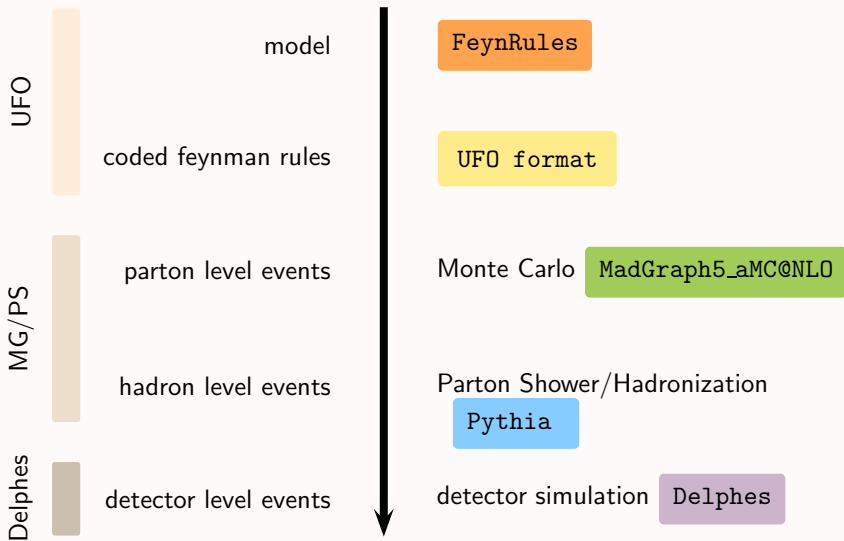 UFO
model
FeynRules
coded feynman rules
UFO format
MG/PS
parton level events
Monte Carlo MadGraph5_aMC@NLO
hadron level events
Parton Shower/Hadronization
Pythia
Delphes
detector level events
detector simulation Delphes